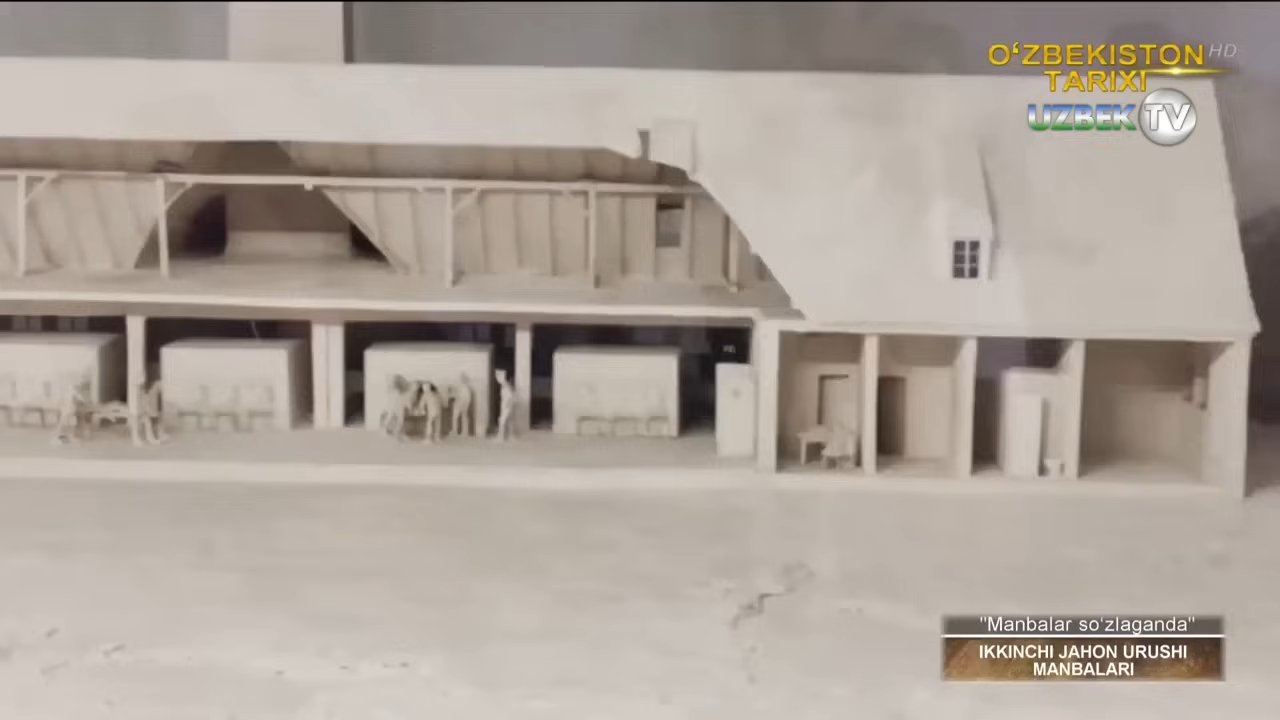 O‘ZBEKISTON HD
TARIXI
UZBEK TV
"Manbalar so‘zlaganda"
IKKINCHI JAHON URUSHI
MANBALARI